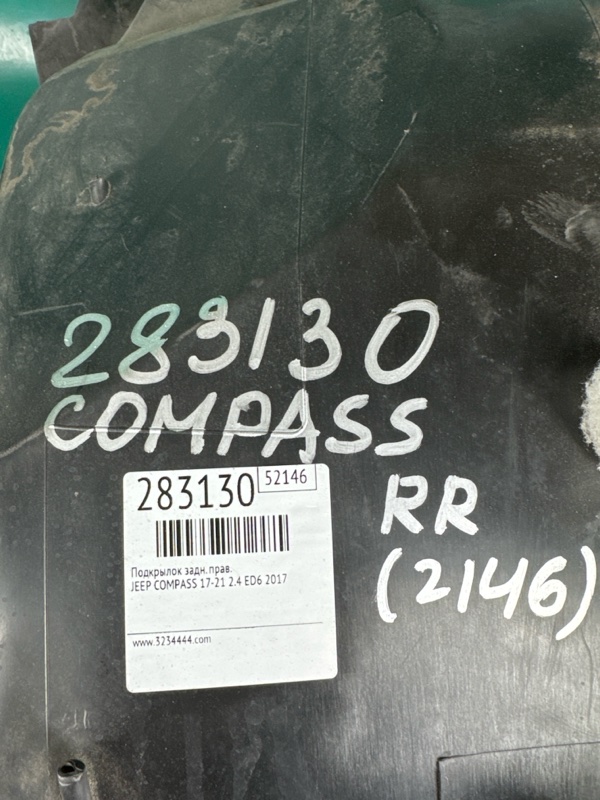 283130
COMPASS
RR
(2146)
283130
52146
Подкрылок задн. прав.
JEEP COMPASS 17-21 2.4 ED6 2017
www.3234444.com